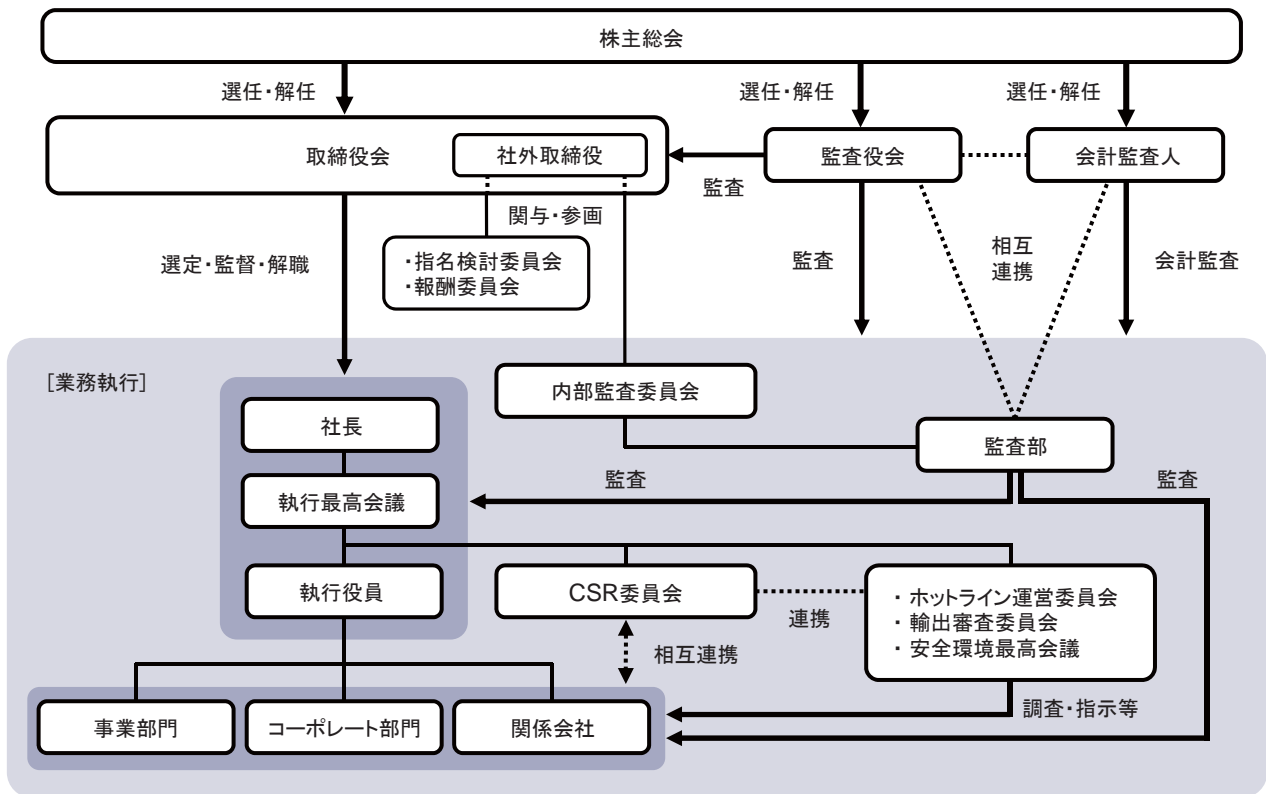 株主総会
選任・解任
選任・解任
選任・解任
取締役会
社外取締役
監査役会
会計監査人
監査
関与・参画
選定・監督・解職
・指名検討委員会
・報酬委員会
監査
相互
連携
会計監査
[業務執行]
内部監査委員会
社長
監査部
執行最高会議
監査
監査
執行役員
CSR委員会
連携
・ ホットライン運営委員会
・ 輸出審査委員会
・ 安全環境最高会議
相互連携
調査・指示等
事業部門
コーポレート部門
関係会社